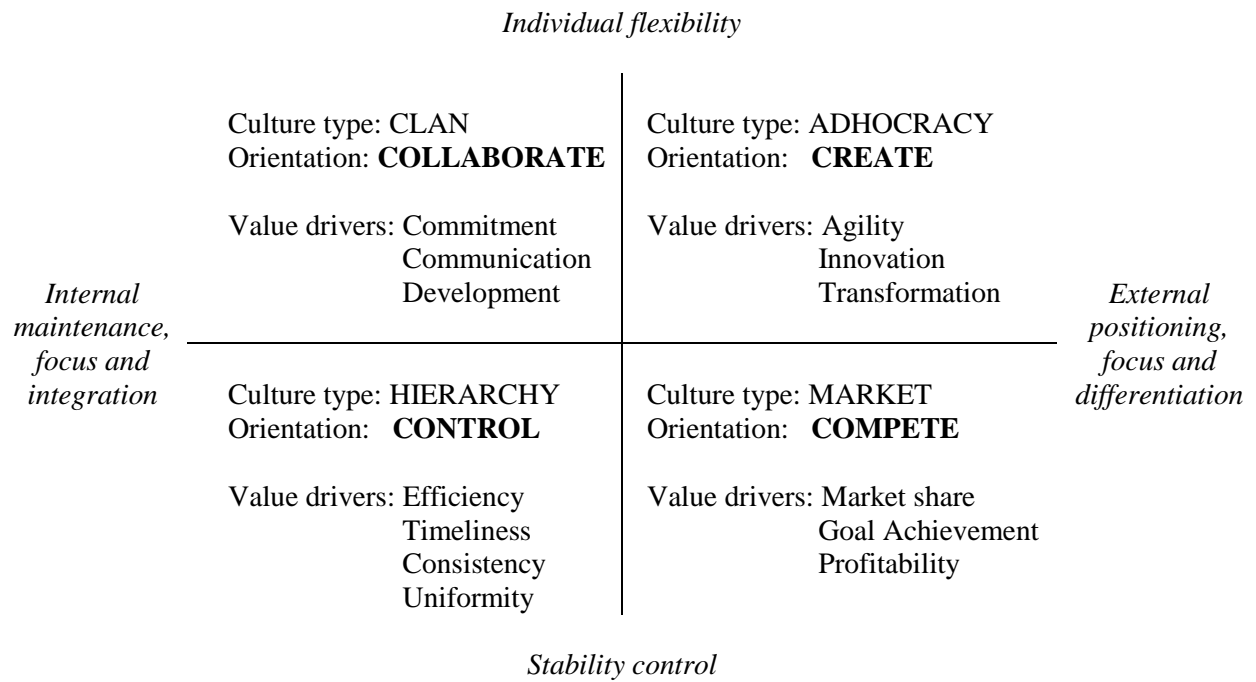 Individual flexibility
Culture type: CLAN
Orientation: COLLABORATE
Value drivers: Commitment
Communication
Development
Culture type: ADHOCRACY
Orientation: CREATE
Value drivers: Agility
Innovation
Transformation
Internal
maintenance,
focus and
integration
External
positioning,
focus and
differentiation
Culture type: HIERARCHY
Orientation: CONTROL
Value drivers: Efficiency
Timeliness
Consistency
Uniformity
Culture type: MARKET
Orientation: COMPETE
Value drivers: Market share
Goal Achievement
Profitability
Stability control